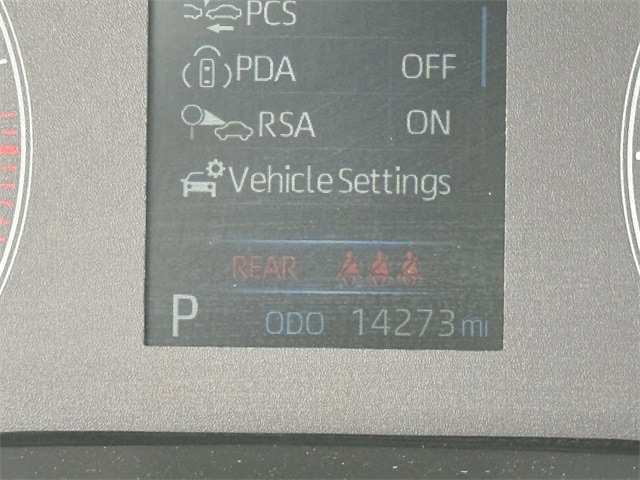 PCS
PDA OFF
RSA ON
Vehicle Settings
REAR
P ODO 14273 mi